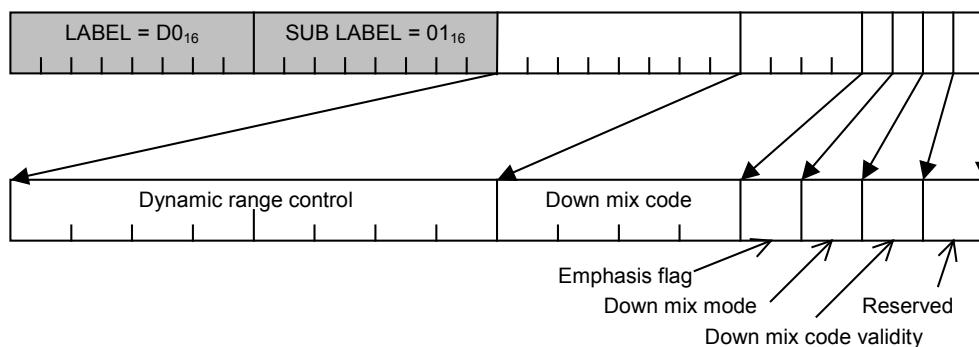 LABEL = D0₁₆ SUB LABEL = 01₁₆
Dynamic range control Down mix code
Emphasis flag
Down mix mode Reserved
Down mix code validity